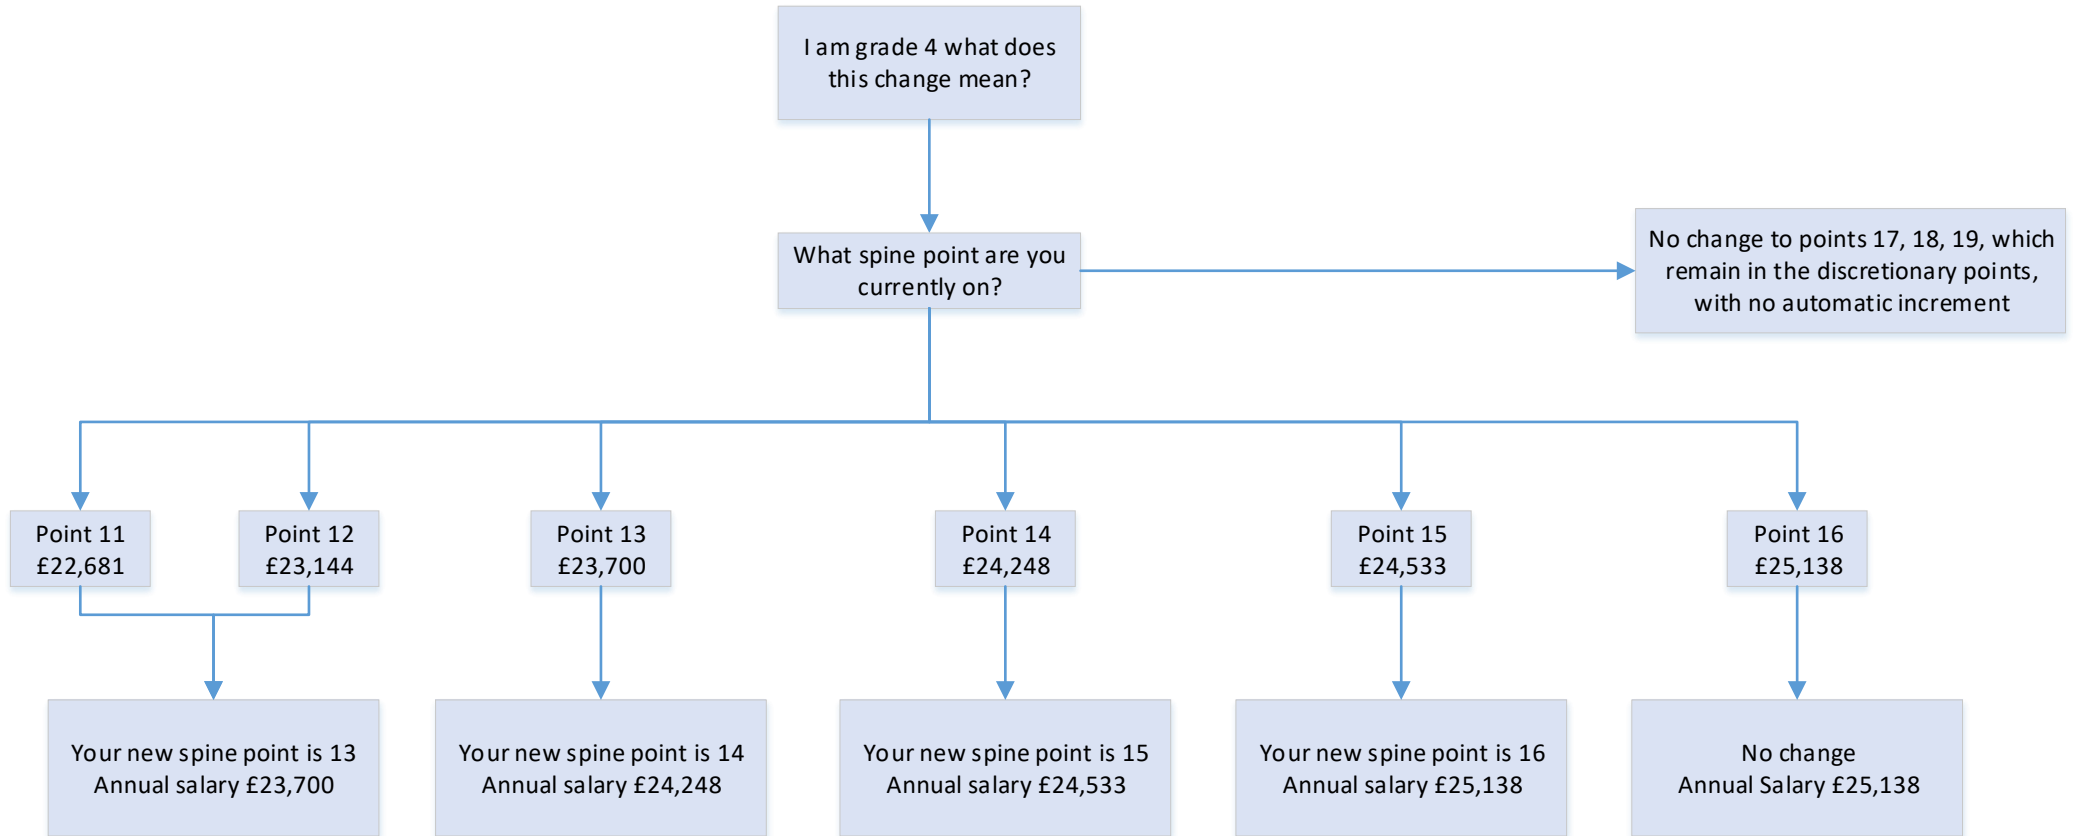 I am grade 4 what does
this change mean?
What spine point are you
currently on?
No change to points 17, 18, 19, which
remain in the discretionary points,
with no automatic increment
Point 11
£22,681
Point 12
£23,144
Point 13
£23,700
Point 14
£24,248
Point 15
£24,533
Point 16
£25,138
Your new spine point is 13
Annual salary £23,700
Your new spine point is 14
Annual salary £24,248
Your new spine point is 15
Annual salary £24,533
Your new spine point is 16
Annual salary £25,138
No change
Annual Salary £25,138